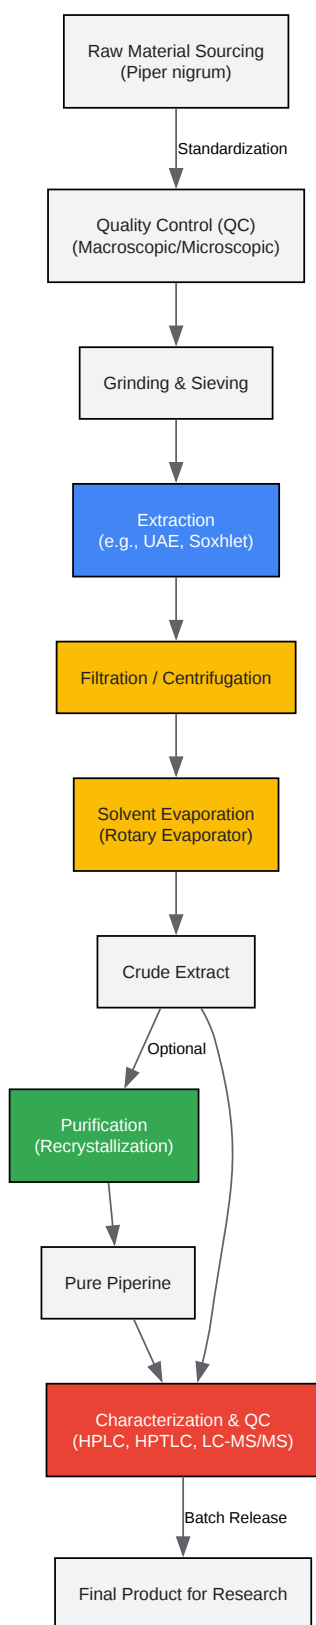 Raw Material Sourcing
(Piper nigrum)
Standardization
Quality Control (QC)
(Macroscopic/Microscopic)
Grinding & Sieving
Extraction
(e.g., UAE, Soxhlet)
Filtration / Centrifugation
Solvent Evaporation
(Rotary Evaporator)
Crude Extract
Optional
Purification
(Recrystallization)
Pure Piperine
Characterization & QC
(HPLC, HPTLC, LC-MS/MS)
Batch Release
Final Product for Research